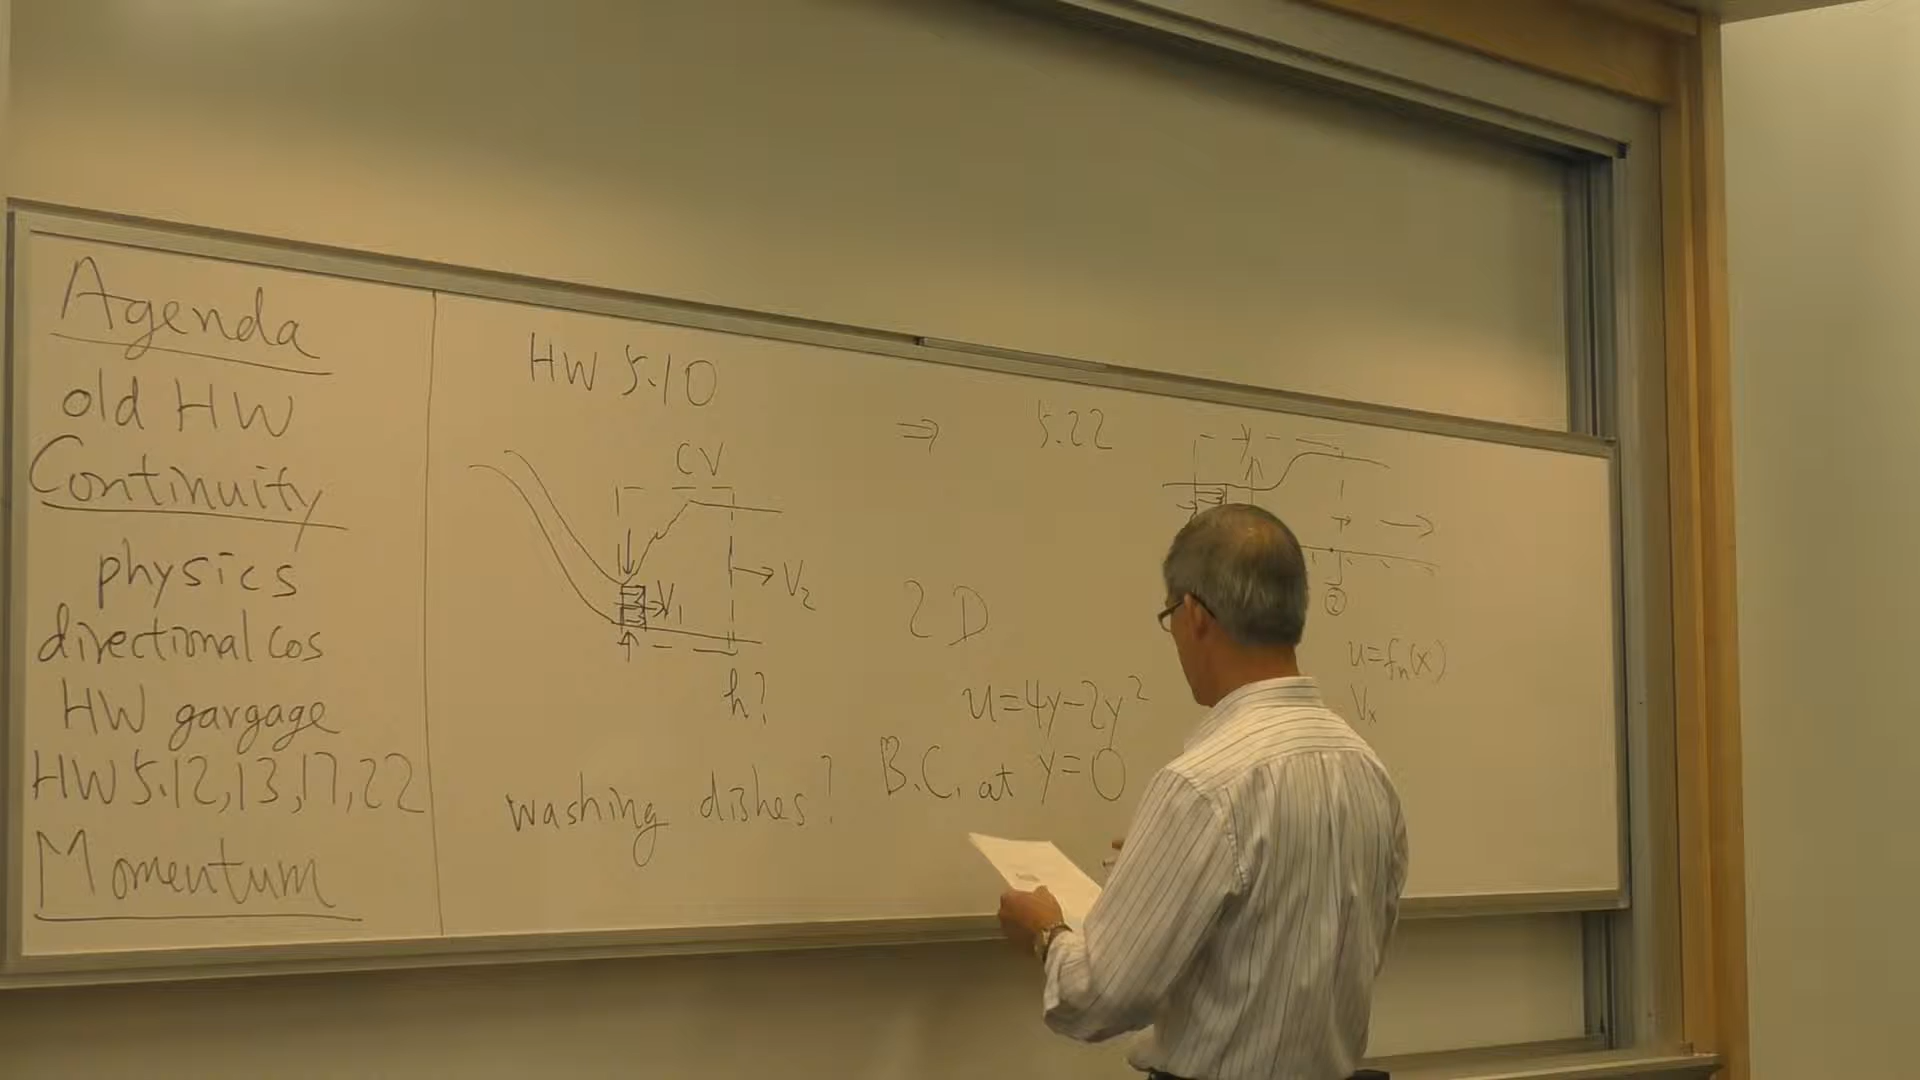 Agenda
old HW
Continuity
physics
directional cos
HW gargage
HW 5.12, 13, 17, 22
Momentum
HW 5.10
CV
V₁
V₂
h?
washing dishes?
⇒ 5.22
2D
u=4y-2y²
B.C. at y=0
y
②
u=fn(x)
Vx